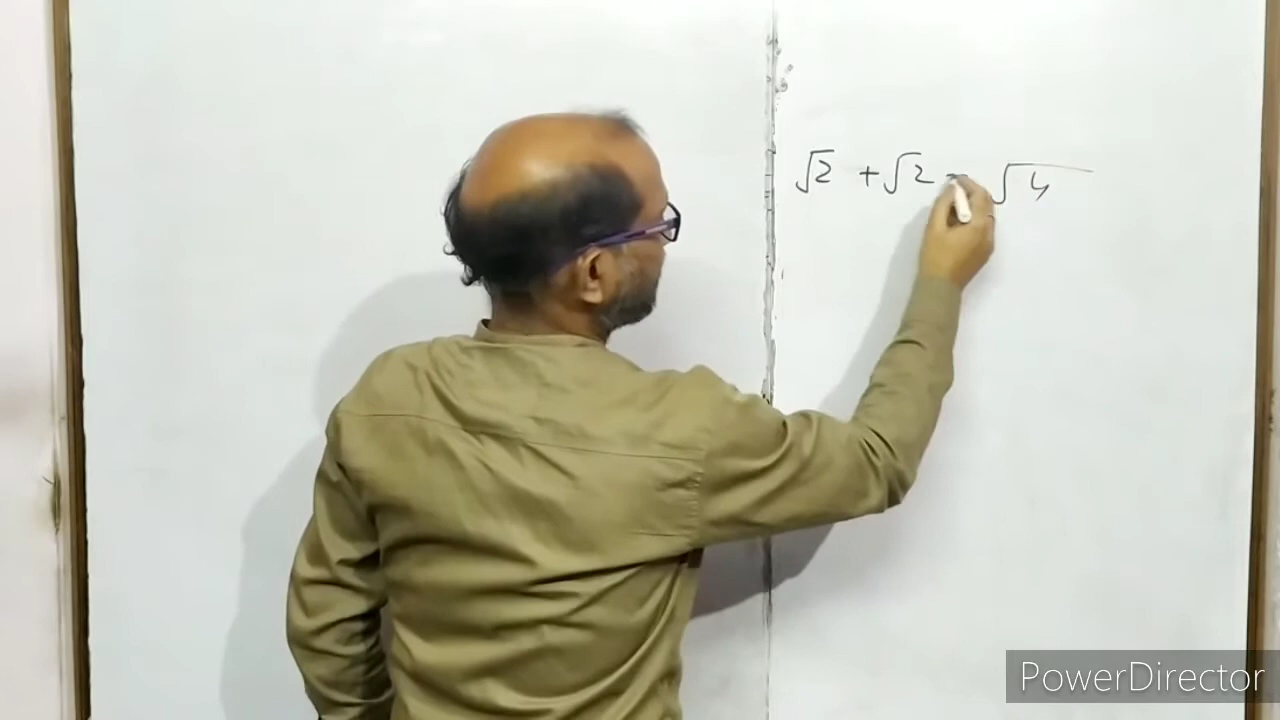 √2 + √2 = √4
PowerDirector